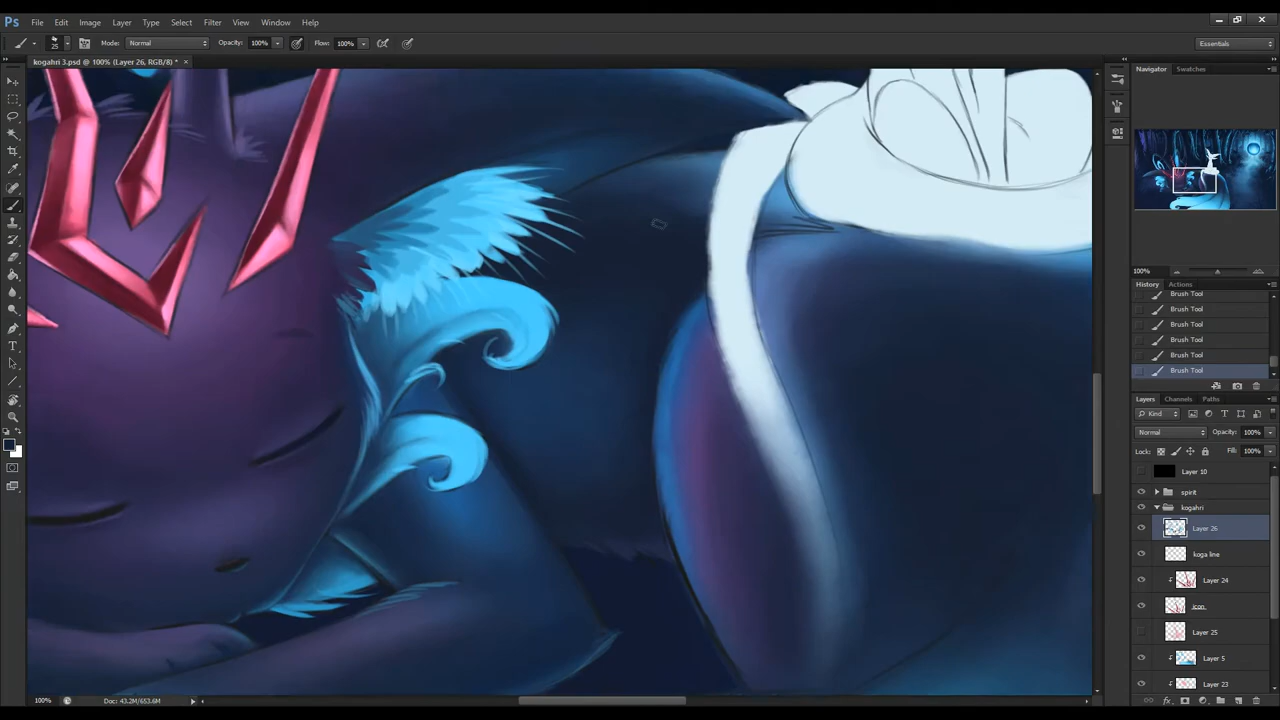 Ps File Edit Image Layer Type Select Filter View Window Help
25 Mode: Normal Opacity: 100% Flow: 100% Essentials
kogahri 3.psd @ 100% (Layer 26, RGB/8) * ×
Navigator Swatches
100%
History Actions
Brush Tool
Brush Tool
Brush Tool
Brush Tool
Brush Tool
Brush Tool
Layers Channels Paths
Kind
Normal Opacity: 100%
Lock: Fill: 100%
Layer 10
spirit
kogahri
Layer 26
koga line
Layer 24
icon
Layer 25
Layer 5
Layer 23
100% Doc: 43.2M/653.6M